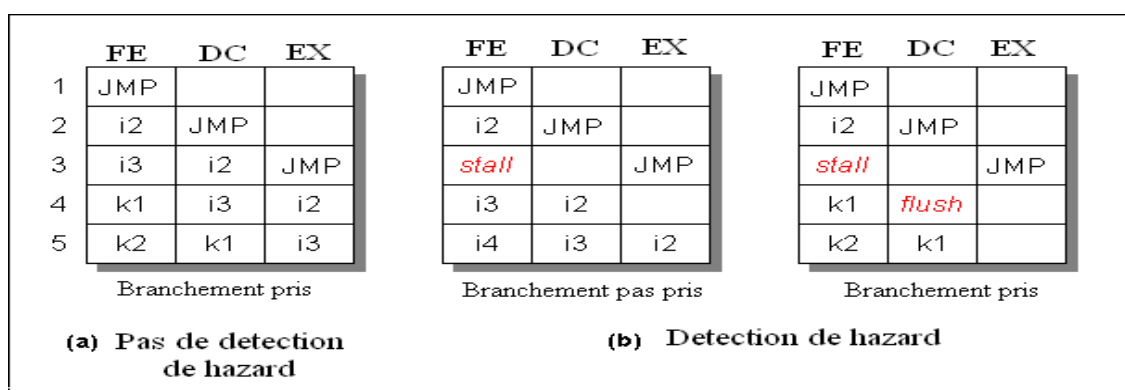 FE DC EX
1 JMP
2 i2 JMP
3 i3 i2 JMP
4 k1 i3 i2
5 k2 k1 i3
Branchement pris
(a) Pas de detection
de hazard
FE DC EX
JMP
i2 JMP
stall JMP
i3 i2
i4 i3 i2
Branchement pas pris
FE DC EX
JMP
i2 JMP
stall JMP
k1 flush
k2 k1
Branchement pris
(b) Detection de hazard